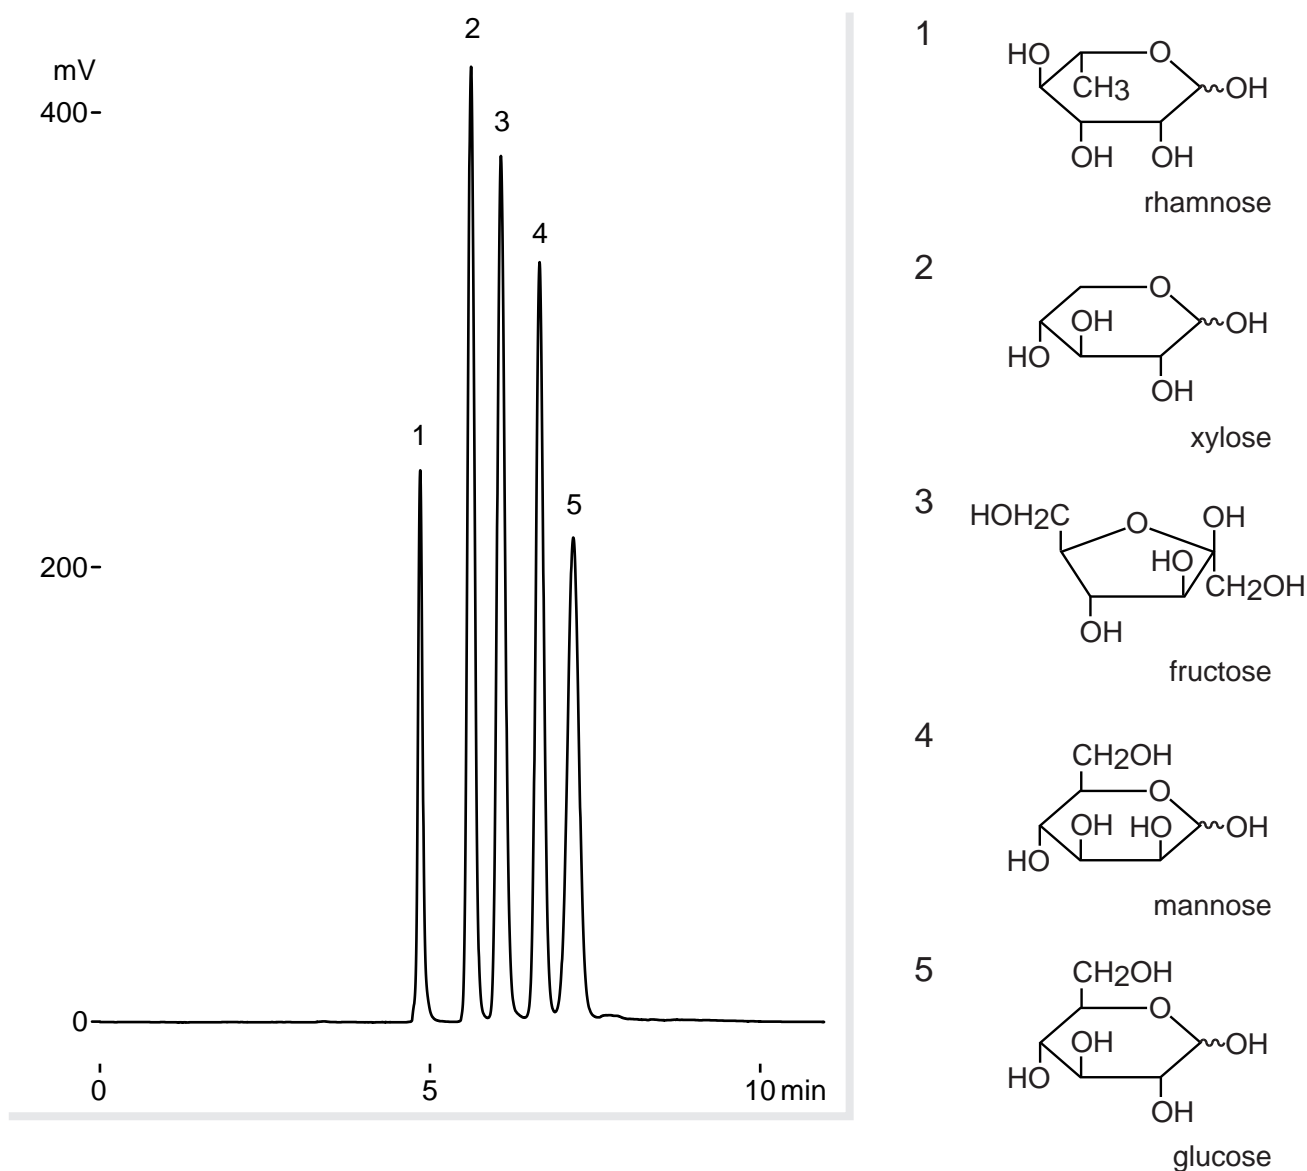 mV
400
200
0
0 5 10 min
1
2
3
4
5
1
HO O OH
CH3
OH OH
rhamnose
2
O
OH OH
HO
OH
xylose
3
HOH2C O OH
HO
CH2OH
OH
fructose
4
CH2OH
O
OH HO OH
HO
mannose
5
CH2OH
O
OH OH
HO
OH
glucose